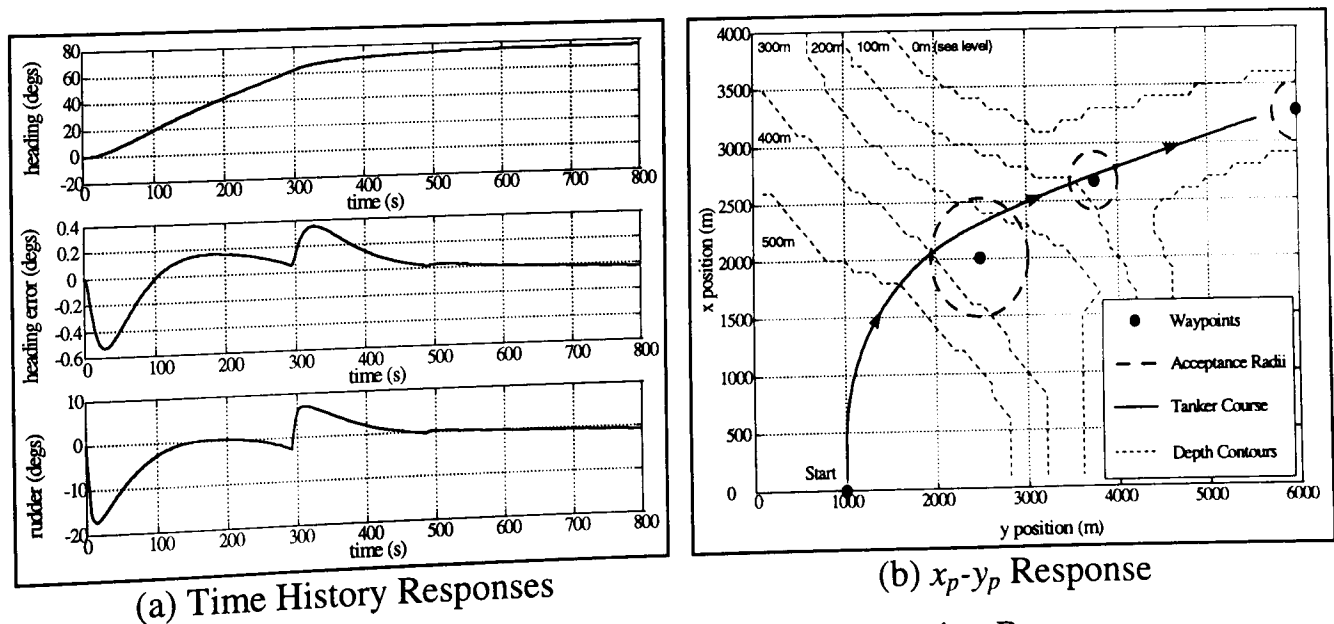 80
60
40
20
0
-20
heading (degs)
0 100 200 300 400 500 600 700 800
time (s)
0.4
0.2
0
-0.2
-0.4
-0.6
heading error (degs)
0 100 200 300 400 500 600 700 800
time (s)
10
0
-10
-20
rudder (degs)
0 100 200 300 400 500 600 700 800
time (s)
(a) Time History Responses
4000
3500
3000
2500
2000
1500
1000
500
0
x position (m)
300m 200m 100m 0m (sea level)
400m
500m
Start
Waypoints
Acceptance Radii
Tanker Course
Depth Contours
0 1000 2000 3000 4000 5000 6000
y position (m)
(b) xp-yp Response